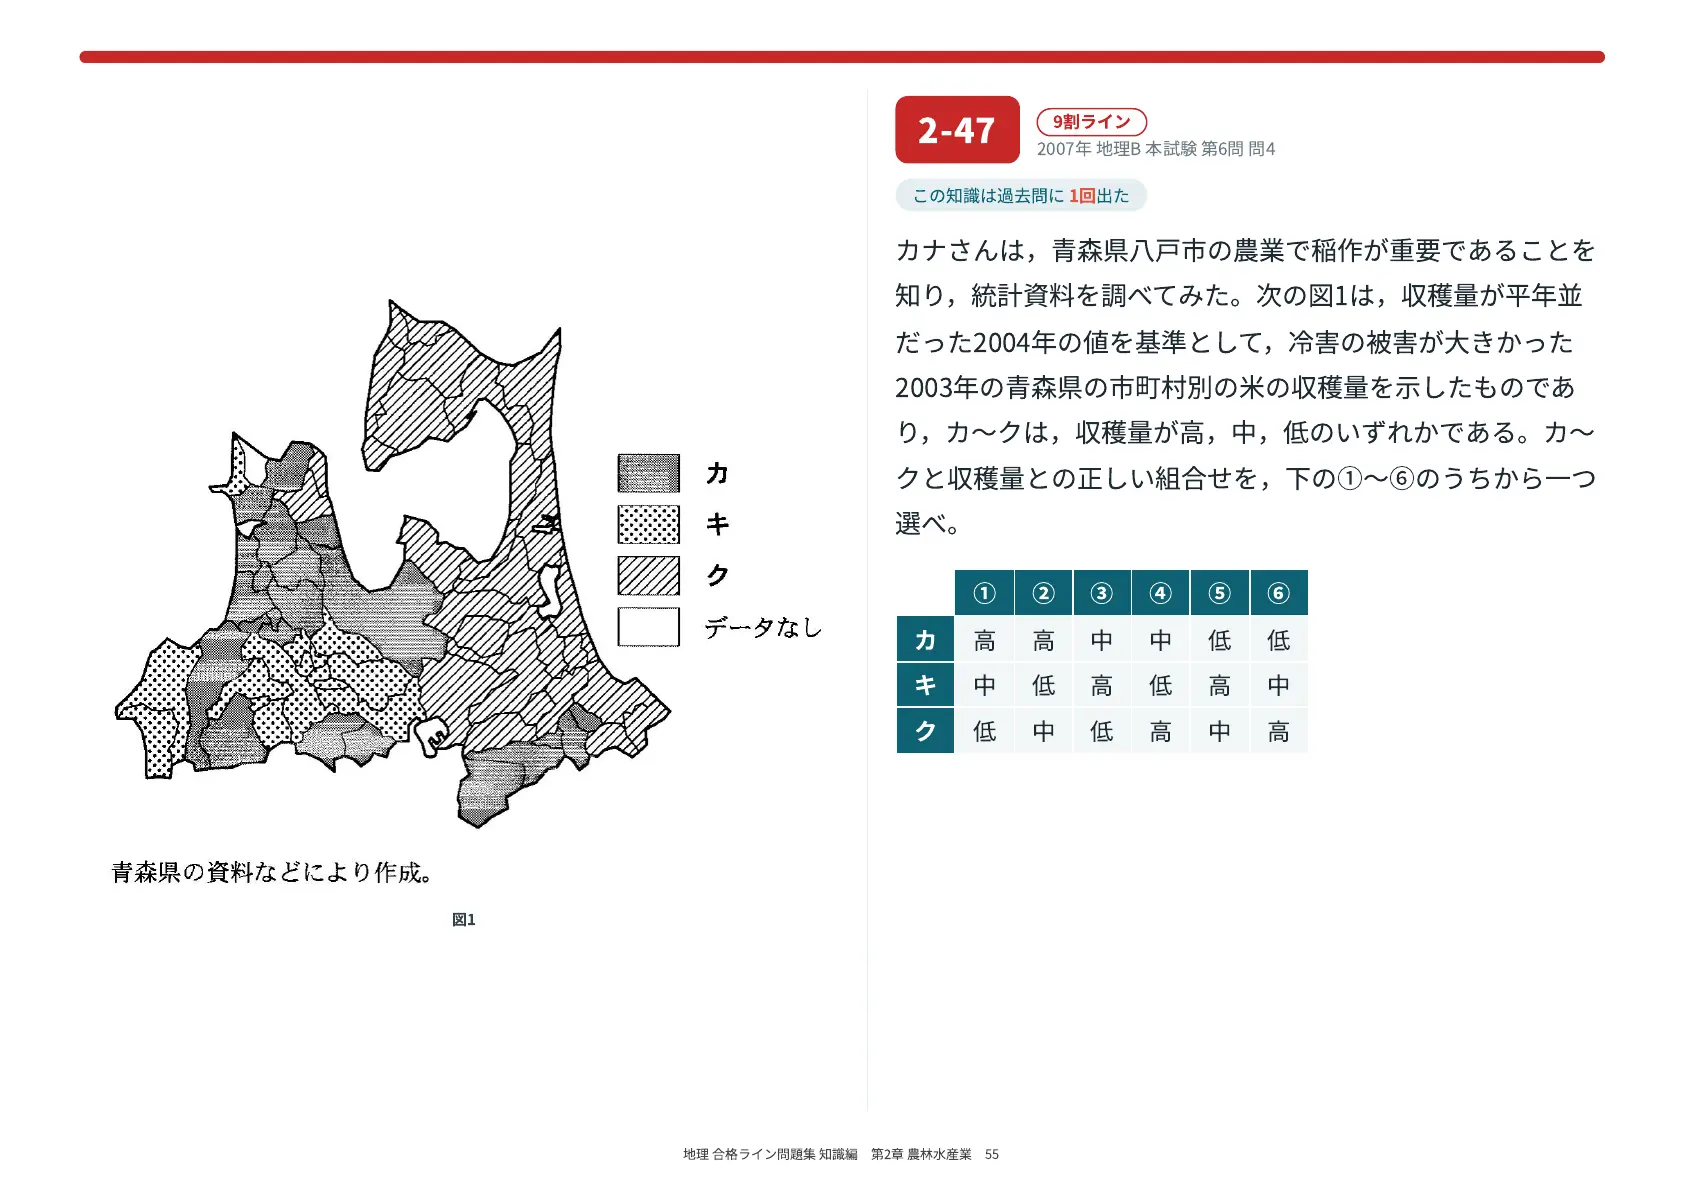 カ
キ
ク
データなし
青森県の資料などにより作成。
図1
2-47
9割ライン
2007年 地理B 本試験 第6問 問4
この知識は過去問に 1回出た
カナさんは，青森県八戸市の農業で稲作が重要であることを
知り，統計資料を調べてみた。次の図1は，収穫量が平年並
だった2004年の値を基準として，冷害の被害が大きかった
2003年の青森県の市町村別の米の収穫量を示したものであ
り，カ～クは，収穫量が高，中，低のいずれかである。カ～
クと収穫量との正しい組合せを，下の①～⑥のうちから一つ
選べ。
① ② ③ ④ ⑤ ⑥
カ 高 高 中 中 低 低
キ 中 低 高 低 高 中
ク 低 中 低 高 中 高
地理 合格ライン問題集 知識編　第2章 農林水産業　55